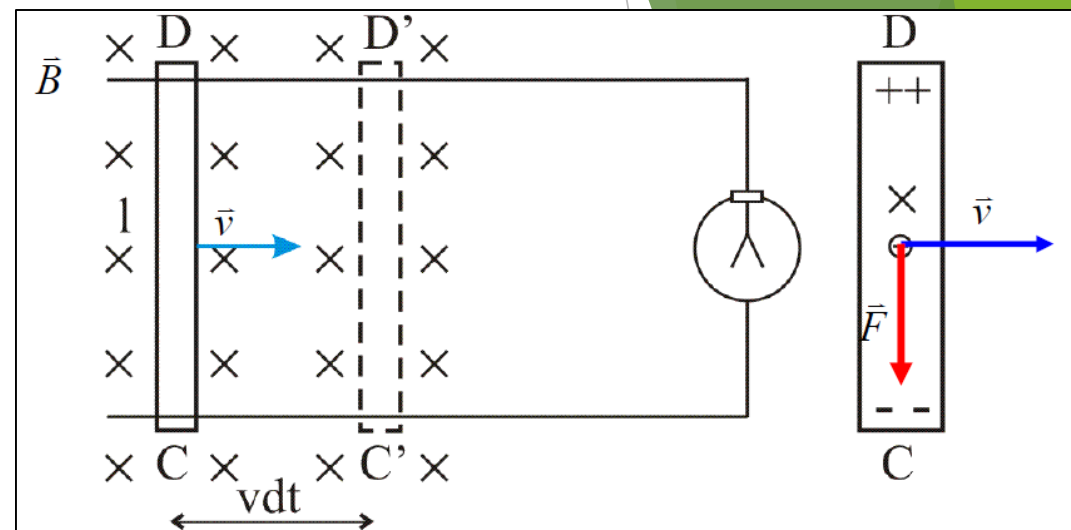 D D’ D
B⃗ ++
l v⃗ v⃗
F⃗
- -
C C’ C
vdt